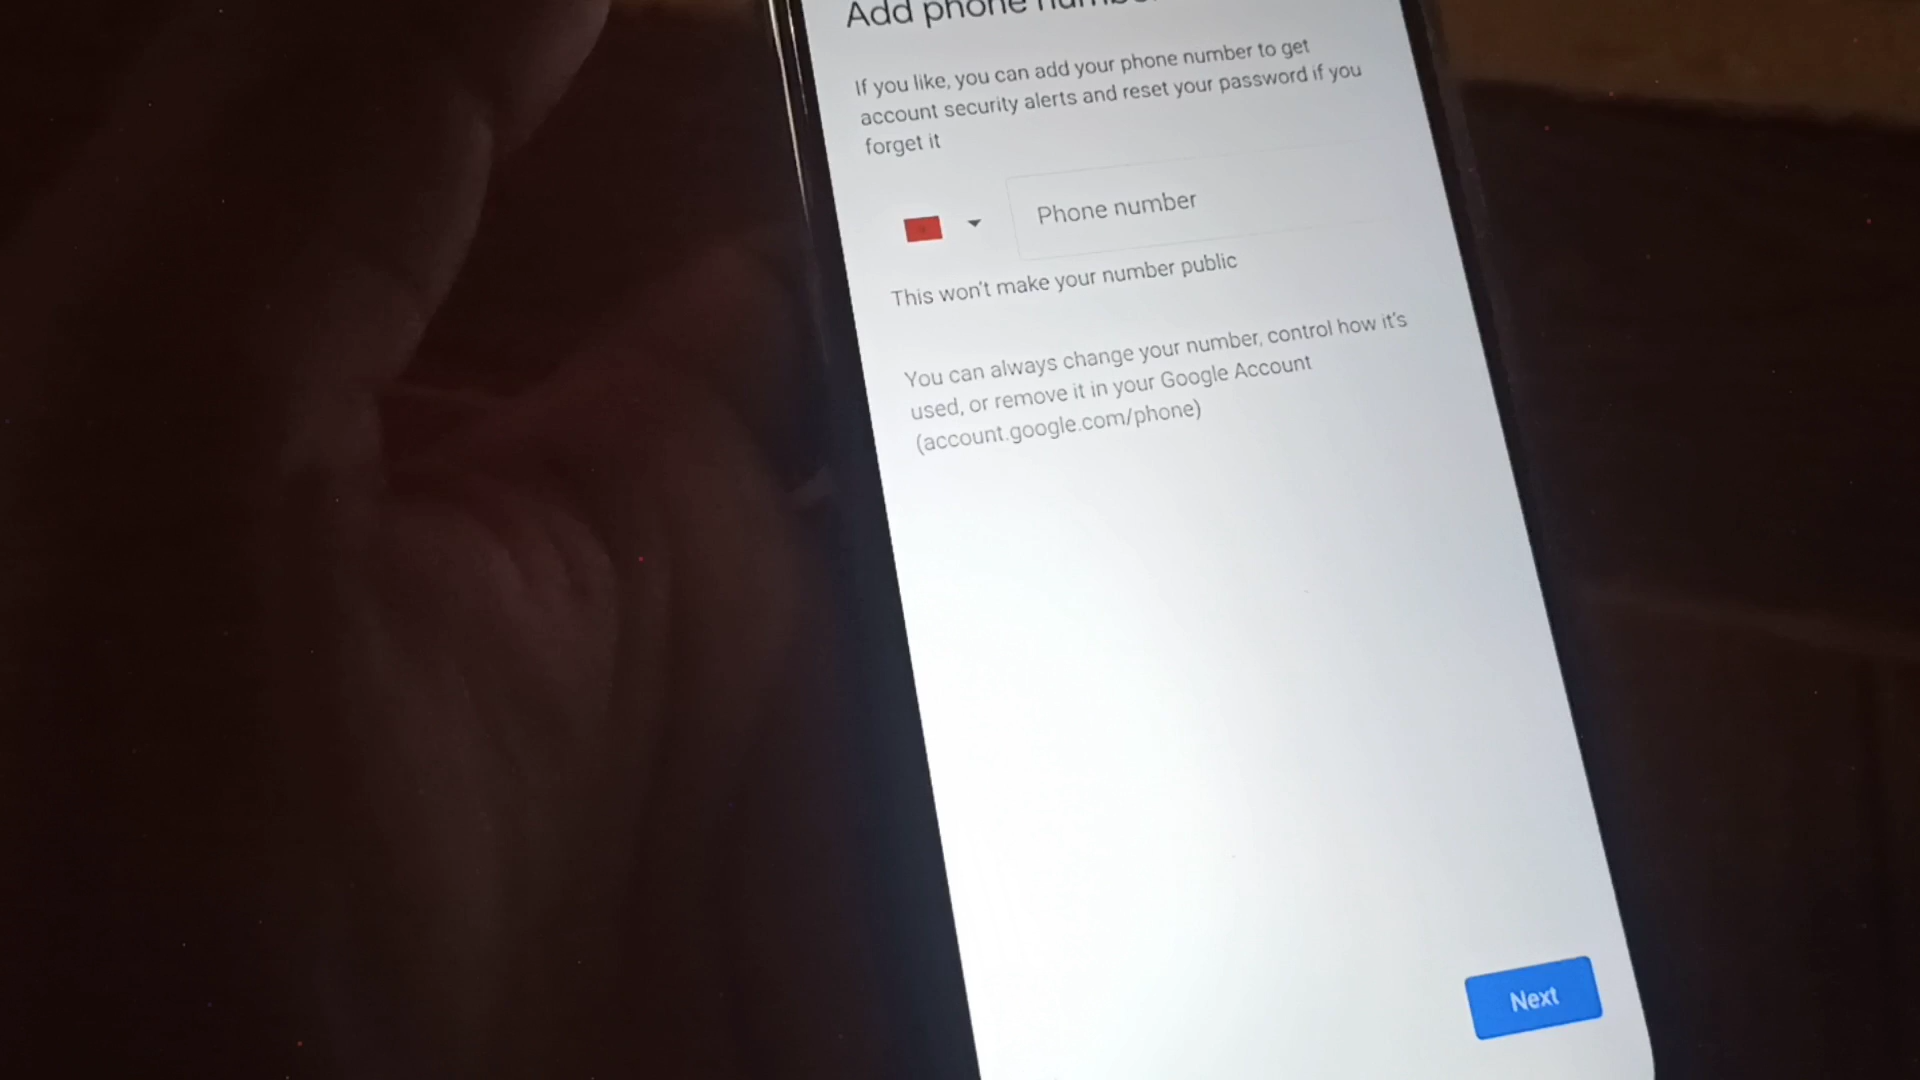 Add phone number
If you like, you can add your phone number to get
account security alerts and reset your password if you
forget it
Phone number
This won't make your number public
You can always change your number, control how it's
used, or remove it in your Google Account
(account.google.com/phone)
Next